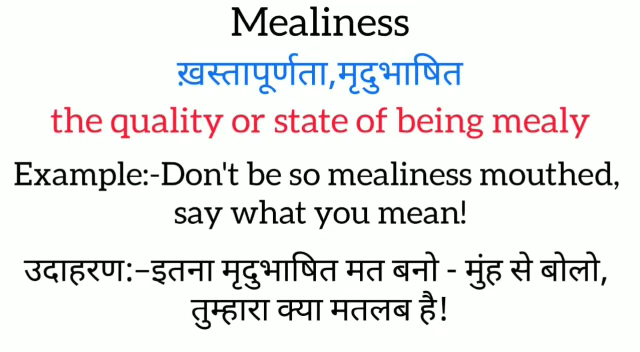 Mealiness
ख़स्तापूर्णता,मृदुभाषित
the quality or state of being mealy
Example:-Don't be so mealiness mouthed,
say what you mean!
उदाहरण:–इतना मृदुभाषित मत बनो - मुंह से बोलो,
तुम्हारा क्या मतलब है!